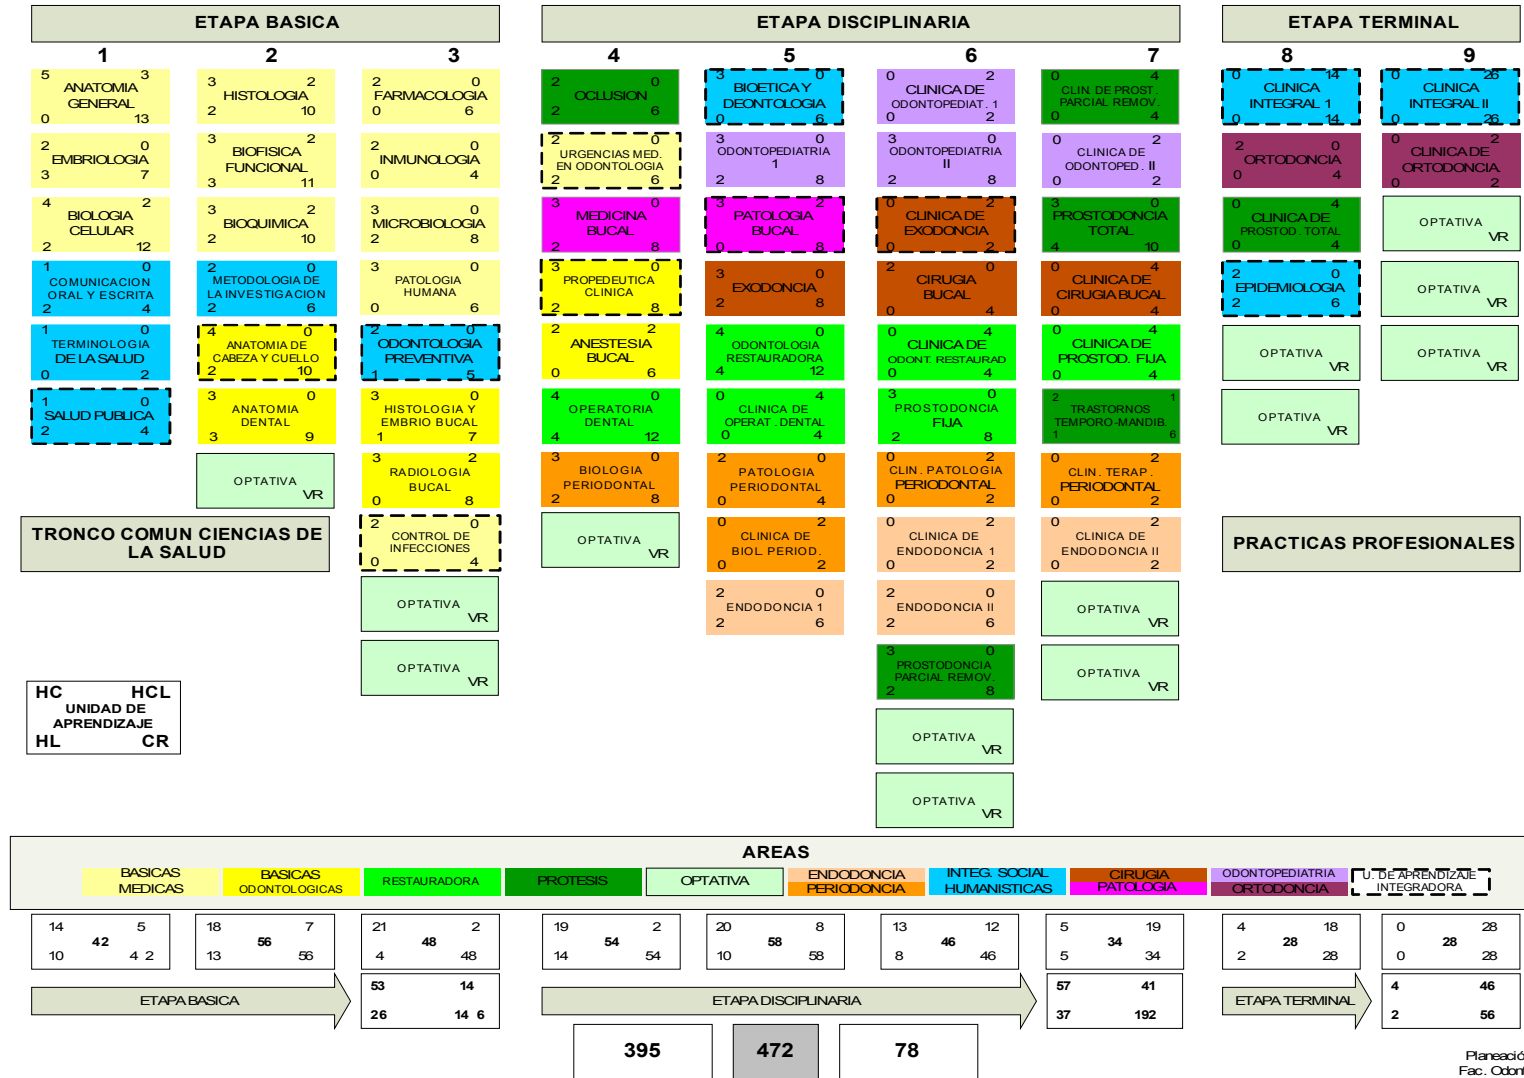 ETAPA BASICA
ETAPA DISCIPLINARIA
ETAPA TERMINAL
1 2 3 4 5 6 7 8 9
5 3
ANATOMIA
GENERAL
0 13
2 0
EMBRIOLOGIA
3 7
4 2
BIOLOGIA
CELULAR
2 12
1 0
COMUNICACION
ORAL Y ESCRITA
2 4
1 0
TERMINOLOGIA
DE LA SALUD
0 2
1 0
SALUD PUBLICA
2 4
TRONCO COMUN CIENCIAS DE
LA SALUD
3 2
HISTOLOGIA
2 10
3 2
BIOFISICA
FUNCIONAL
3 11
3 2
BIOQUIMICA
2 10
2 0
METODOLOGIA DE
LA INVESTIGACION
2 6
4 0
ANATOMIA DE
CABEZA Y CUELLO
2 10
3 0
ANATOMIA
DENTAL
3 9
OPTATIVA
VR
2 0
FARMACOLOGIA
0 6
2 0
INMUNOLOGIA
0 4
3 0
MICROBIOLOGIA
2 8
3 0
PATOLOGIA
HUMANA
0 6
2 0
ODONTOLOGIA
PREVENTIVA
1 5
3 0
HISTOLOGIA Y
EMBRIO BUCAL
1 7
3 2
RADIOLOGIA
BUCAL
0 8
2 0
CONTROL DE
INFECCIONES
0 4
OPTATIVA
VR
OPTATIVA
VR
2 0
OCLUSION
2 6
2 0
URGENCIAS MED.
EN ODONTOLOGIA
2 6
3 0
MEDICINA
BUCAL
2 8
3 0
PROPEDEUTICA
CLINICA
2 8
2 2
ANESTESIA
BUCAL
0 6
4 0
OPERATORIA
DENTAL
4 12
3 0
BIOLOGIA
PERIODONTAL
2 8
OPTATIVA
VR
3 0
BIOETICA Y
DEONTOLOGIA
0 6
3 0
ODONTOPEDIATRIA
1
2 8
3 2
PATOLOGIA
BUCAL
0 8
3 0
EXODONCIA
2 8
4 0
ODONTOLOGIA
RESTAURADORA
4 12
0 4
CLINICA DE
OPERAT. DENTAL
0 4
2 0
PATOLOGIA
PERIODONTAL
0 4
0 2
CLINICA DE
BIOL. PERIOD.
0 2
2 0
ENDODONCIA 1
2 6
0 2
CLINICA DE
ODONTOPEDIAT. 1
0 2
3 0
ODONTOPEDIATRIA
II
2 8
0 2
CLINICA DE
EXODONCIA
0 2
2 0
CIRUGIA
BUCAL
0 4
0 4
CLINICA DE
ODONT. RESTAURAD
0 4
3 0
PROSTODONCIA
FIJA
2 8
0 2
CLIN. PATOLOGIA
PERIODONTAL
0 2
0 2
CLINICA DE
ENDODONCIA 1
0 2
2 0
ENDODONCIA II
2 6
3 0
PROSTODONCIA
PARCIAL REMOV.
2 8
OPTATIVA
VR
OPTATIVA
VR
0 4
CLIN. DE PROST.
PARCIAL REMOV.
0 4
0 2
CLINICA DE
ODONTOPED. II
0 2
3 0
PROSTODONCIA
TOTAL
4 10
0 4
CLINICA DE
CIRUGIA BUCAL
0 4
0 4
CLINICA DE
PROSTOD. FIJA
0 4
2 1
TRASTORNOS
TEMPORO-MANDIB.
1 6
0 2
CLIN. TERAP.
PERIODONTAL
0 2
0 2
CLINICA DE
ENDODONCIA II
0 2
OPTATIVA
VR
OPTATIVA
VR
0 14
CLINICA
INTEGRAL 1
0 14
2 0
ORTODONCIA
0 4
0 4
CLINICA DE
PROSTOD. TOTAL
0 4
2 0
EPIDEMIOLOGIA
2 6
OPTATIVA
VR
OPTATIVA
VR
PRACTICAS PROFESIONALES
0 26
CLINICA
INTEGRAL II
0 26
0 2
CLINICA DE
ORTODONCIA
0 2
OPTATIVA
VR
OPTATIVA
VR
OPTATIVA
VR
HC HCL
UNIDAD DE
APRENDIZAJE
HL CR
AREAS
BASICAS
MEDICAS
BASICAS
ODONTOLOGICAS
RESTAURADORA
PROTESIS
OPTATIVA
ENDODONCIA
PERIODONCIA
INTEG. SOCIAL
HUMANISTICAS
CIRUGIA
PATOLOGIA
ODONTOPEDIATRIA
ORTODONCIA
U. DE APRENDIZAJE
INTEGRADORA
14 5
42
10 4 2
18 7
56
13 56
21 2
48
4 48
19 2
54
14 54
20 8
58
10 58
13 12
46
8 46
5 19
34
5 34
4 18
28
2 28
0 28
28
0 28
ETAPA BASICA
53 14
26 14 6
ETAPA DISCIPLINARIA
57 41
37 192
ETAPA TERMINAL
4 46
2 56
395 472 78
Planeació
Fac. Odont